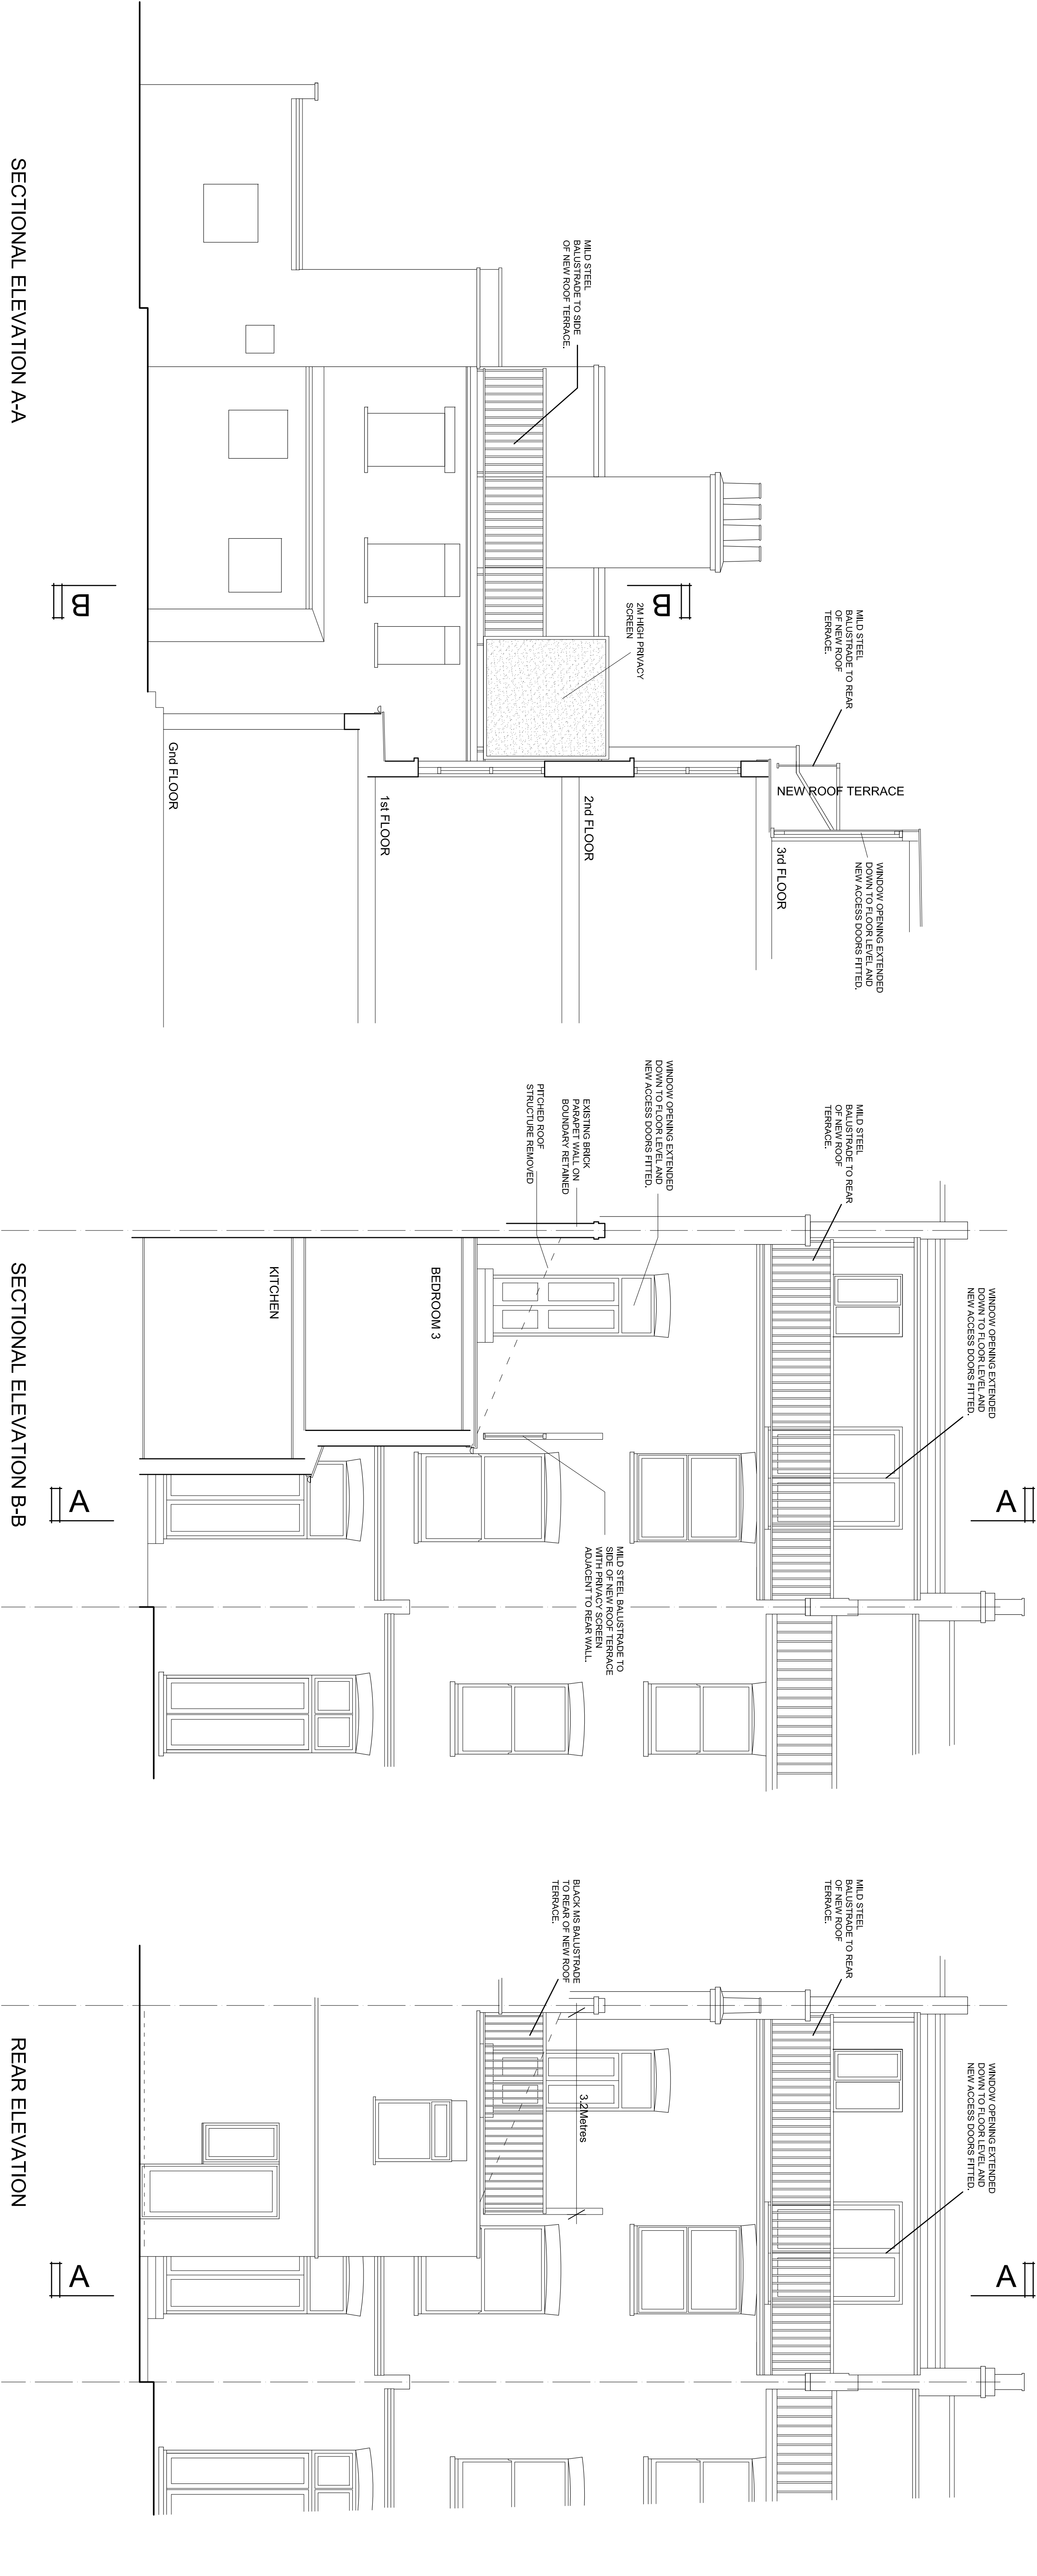 MILD STEEL
BALUSTRADE TO SIDE
OF NEW ROOF TERRACE.
B
B
2M HIGH PRIVACY
SCREEN
MILD STEEL
BALUSTRADE TO REAR
OF NEW ROOF
TERRACE.
NEW ROOF TERRACE
WINDOW OPENING EXTENDED
DOWN TO FLOOR LEVEL AND
NEW ACCESS DOORS FITTED.
3rd FLOOR
2nd FLOOR
1st FLOOR
Gnd FLOOR
SECTIONAL ELEVATION A-A
MILD STEEL
BALUSTRADE TO REAR
OF NEW ROOF
TERRACE.
WINDOW OPENING EXTENDED
DOWN TO FLOOR LEVEL AND
NEW ACCESS DOORS FITTED.
WINDOW OPENING EXTENDED
DOWN TO FLOOR LEVEL AND
NEW ACCESS DOORS FITTED.
EXISTING BRICK
PARAPET WALL ON
BOUNDARY RETAINED
PITCHED ROOF
STRUCTURE REMOVED
MILD STEEL BALUSTRADE TO
SIDE OF NEW ROOF TERRACE
WITH PRIVACY SCREEN
ADJACENT TO REAR WALL.
BEDROOM 3
KITCHEN
A
A
SECTIONAL ELEVATION B-B
MILD STEEL
BALUSTRADE TO REAR
OF NEW ROOF
TERRACE.
WINDOW OPENING EXTENDED
DOWN TO FLOOR LEVEL AND
NEW ACCESS DOORS FITTED.
BLACK MS BALUSTRADE
TO REAR OF NEW ROOF
TERRACE.
3.2Metres
A
A
REAR ELEVATION